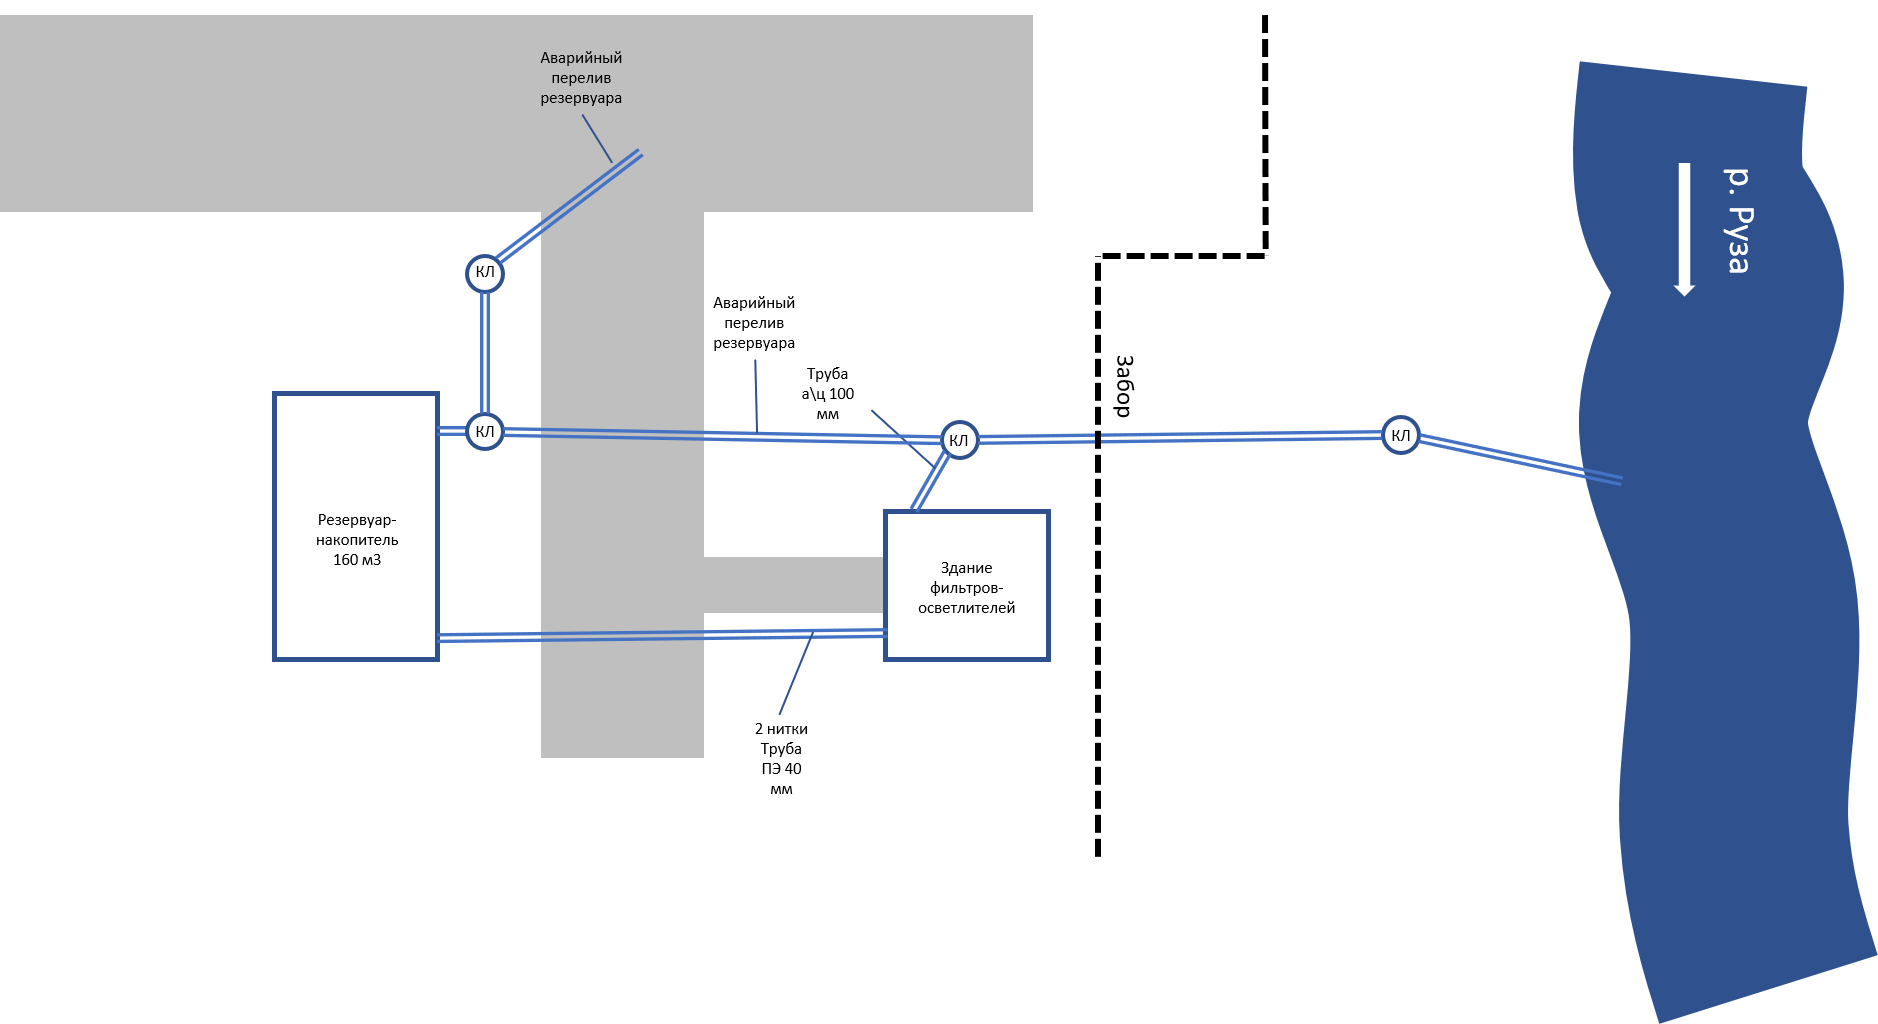 Аварийный
перелив
резервуара
р. Руза
КЛ
Аварийный
перелив
резервуара
Забор
Труба
а\ц 100
мм
КЛ
КЛ
КЛ
Резервуар-
накопитель
160 м3
Здание
фильтров-
осветлителей
2 нитки
Труба
ПЭ 40
мм